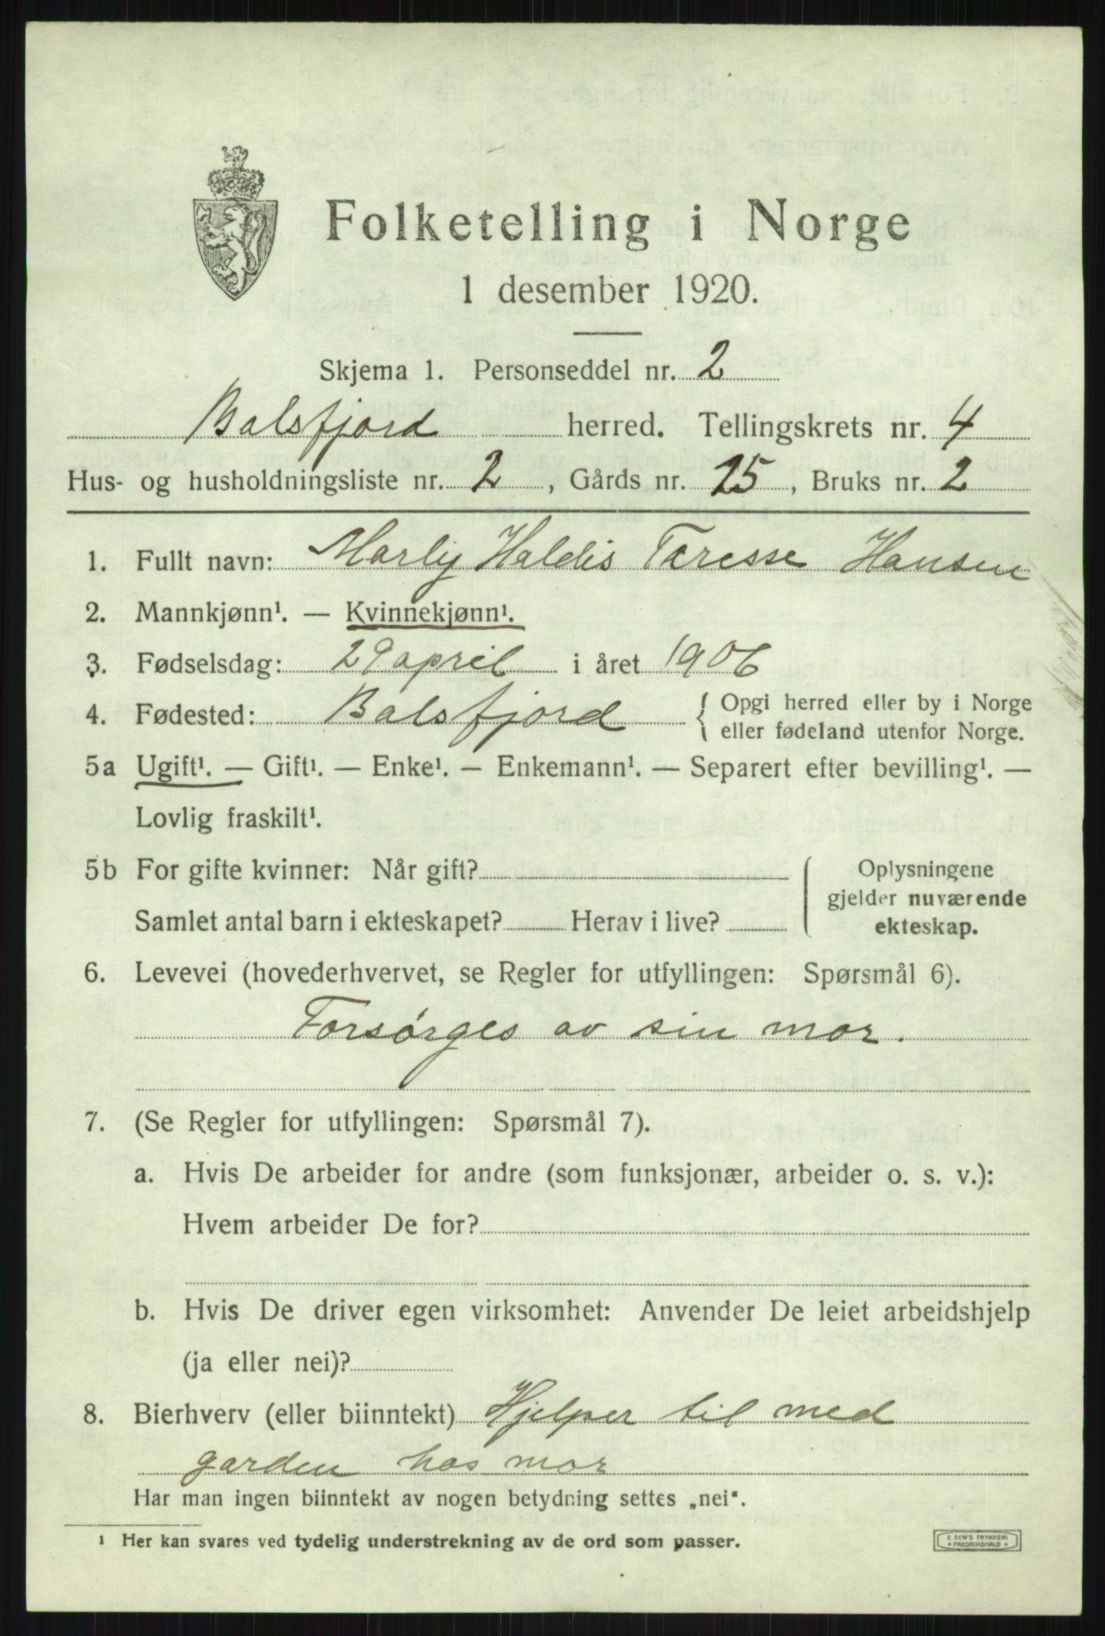 Folketelling i Norge
1 desember 1920.
Skjema 1. Personseddel nr. 2
Balsfjord herred. Tellingskrets nr. 4
Hus- og husholdningsliste nr. 2, Gårds nr. 25, Bruks nr. 2
1. Fullt navn: Marly Haldis Taresse Hansen
2. Mannkjønn¹. — Kvinnekjønn¹.
3. Fødselsdag: 29 april i året 1906
4. Fødested: Balsfjord { Opgi herred eller by i Norge
eller fødeland utenfor Norge.
5a Ugift¹. — Gift¹. — Enke¹. — Enkemann¹. — Separert efter bevilling¹. —
Lovlig fraskilt¹.
5b For gifte kvinner: Når gift?
Samlet antal barn i ekteskapet? Herav i live?
Oplysningene
gjelder nuværende
ekteskap.
6. Levevei (hovederhvervet, se Regler for utfyllingen: Spørsmål 6).
Forsørges av sin mor.
7. (Se Regler for utfyllingen: Spørsmål 7).
a. Hvis De arbeider for andre (som funksjonær, arbeider o. s. v.):
Hvem arbeider De for?
b. Hvis De driver egen virksomhet: Anvender De leiet arbeidshjelp
(ja eller nei)?
8. Bierhverv (eller biinntekt) Hjelper til med
garden hos mor
Har man ingen biinntekt av nogen betydning settes „nei“.
¹ Her kan svares ved tydelig understrekning av de ord som passer.
E. SEM'S TRYKKERI
• FREDRIKSHALD •